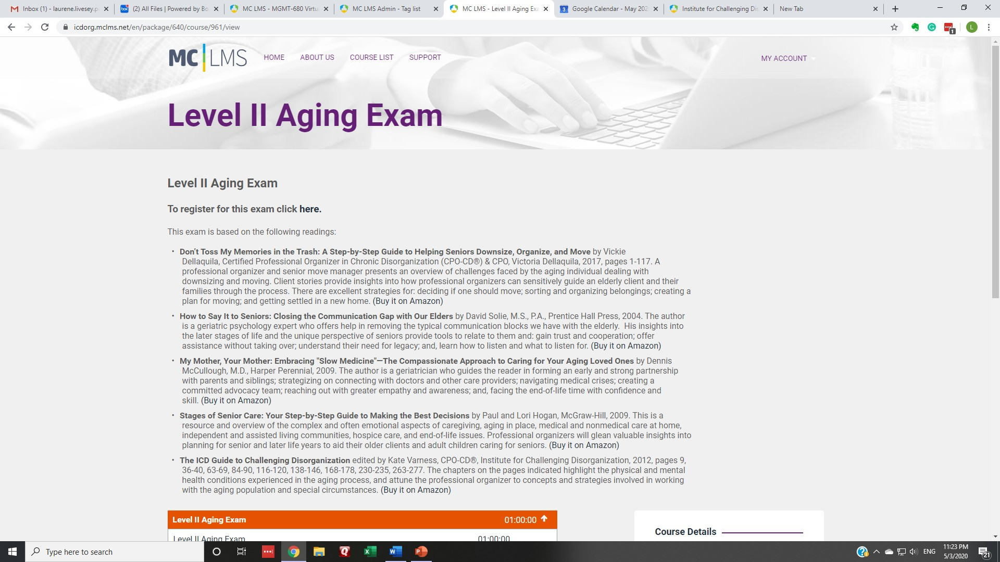 Inbox (1) - laurene.livesey.p
(2) All Files | Powered by Bo
MC LMS - MGMT-680 Virtu
MC LMS Admin - Tag list
MC LMS - Level II Aging Exa
Google Calendar - May 202
Institute for Challenging Dis
New Tab
icdorg.mclms.net/en/package/640/course/961/view
MC LMS
HOME
ABOUT US
COURSE LIST
SUPPORT
MY ACCOUNT
Level II Aging Exam
Level II Aging Exam
To register for this exam click here.
This exam is based on the following readings:
• Don't Toss My Memories in the Trash: A Step-by-Step Guide to Helping Seniors Downsize, Organize, and Move by Vickie
Dellaquila, Certified Professional Organizer in Chronic Disorganization (CPO-CD®) & CPO, Victoria Dellaquila, 2017, pages 1-117. A
professional organizer and senior move manager presents an overview of challenges faced by the aging individual dealing with
downsizing and moving. Client stories provide insights into how professional organizers can sensitively guide an elderly client and their
families through the process. There are excellent strategies for: deciding if one should move; sorting and organizing belongings; creating a
plan for moving; and getting settled in a new home. (Buy it on Amazon)
• How to Say It to Seniors: Closing the Communication Gap with Our Elders by David Solie, M.S., P.A., Prentice Hall Press, 2004. The author
is a geriatric psychology expert who offers help in removing the typical communication blocks we have with the elderly. His insights into
the later stages of life and the unique perspective of seniors provide tools to relate to them and: gain trust and cooperation; offer
assistance without taking over; understand their need for legacy; and, learn how to listen and what to listen for. (Buy it on Amazon)
• My Mother, Your Mother: Embracing "Slow Medicine"—The Compassionate Approach to Caring for Your Aging Loved Ones by Dennis
McCullough, M.D., Harper Perennial, 2009. The author is a geriatrician who guides the reader in forming an early and strong partnership
with parents and siblings; strategizing on connecting with doctors and other care providers; navigating medical crises; creating a
committed advocacy team; reaching out with greater empathy and awareness; and, facing the end-of-life time with confidence and
skill. (Buy it on Amazon)
• Stages of Senior Care: Your Step-by-Step Guide to Making the Best Decisions by Paul and Lori Hogan, McGraw-Hill, 2009. This is a
resource and overview of the complex and often emotional aspects of caregiving, aging in place, medical and nonmedical care at home,
independent and assisted living communities, hospice care, and end-of-life issues. Professional organizers will glean valuable insights into
planning for senior and later life years to aid their older clients and adult children caring for seniors. (Buy it on Amazon)
• The ICD Guide to Challenging Disorganization edited by Kate Varness, CPO-CD®, Institute for Challenging Disorganization, 2012, pages 9,
36-40, 63-69, 84-90, 116-120, 138-146, 168-178, 230-235, 263-277. The chapters on the pages indicated highlight the physical and mental
health conditions experienced in the aging process, and attune the professional organizer to concepts and strategies involved in working
with the aging population and special circumstances. (Buy it on Amazon)
Level II Aging Exam 01:00:00
Level II Aging Exam 01:00:00
Course Details
Type here to search
ENG
11:23 PM
5/3/2020
21